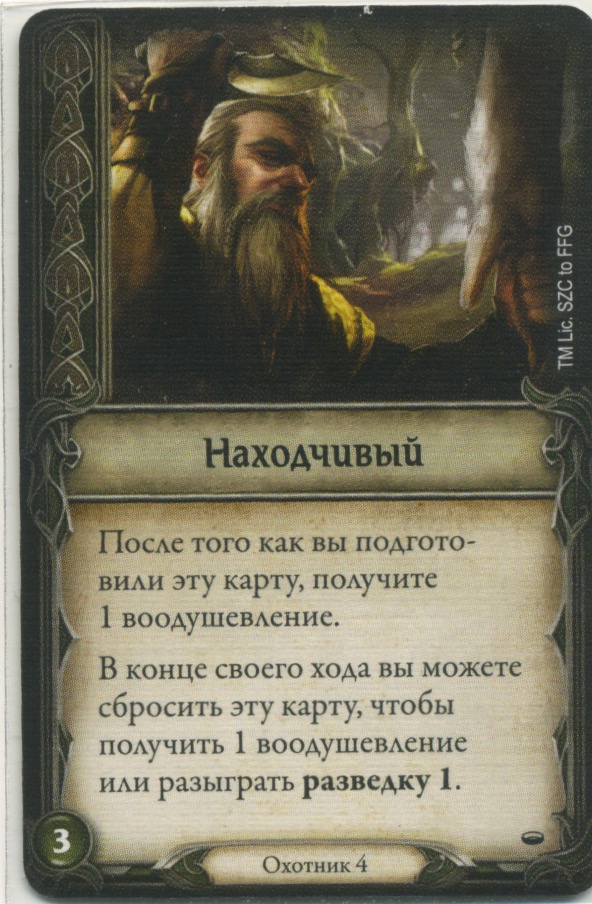 TM Lic. SZC to FFG
Находчивый
После того как вы подгото-
вили эту карту, получите
1 воодушевление.
В конце своего хода вы можете
сбросить эту карту, чтобы
получить 1 воодушевление
или разыграть разведку 1.
3
Охотник 4